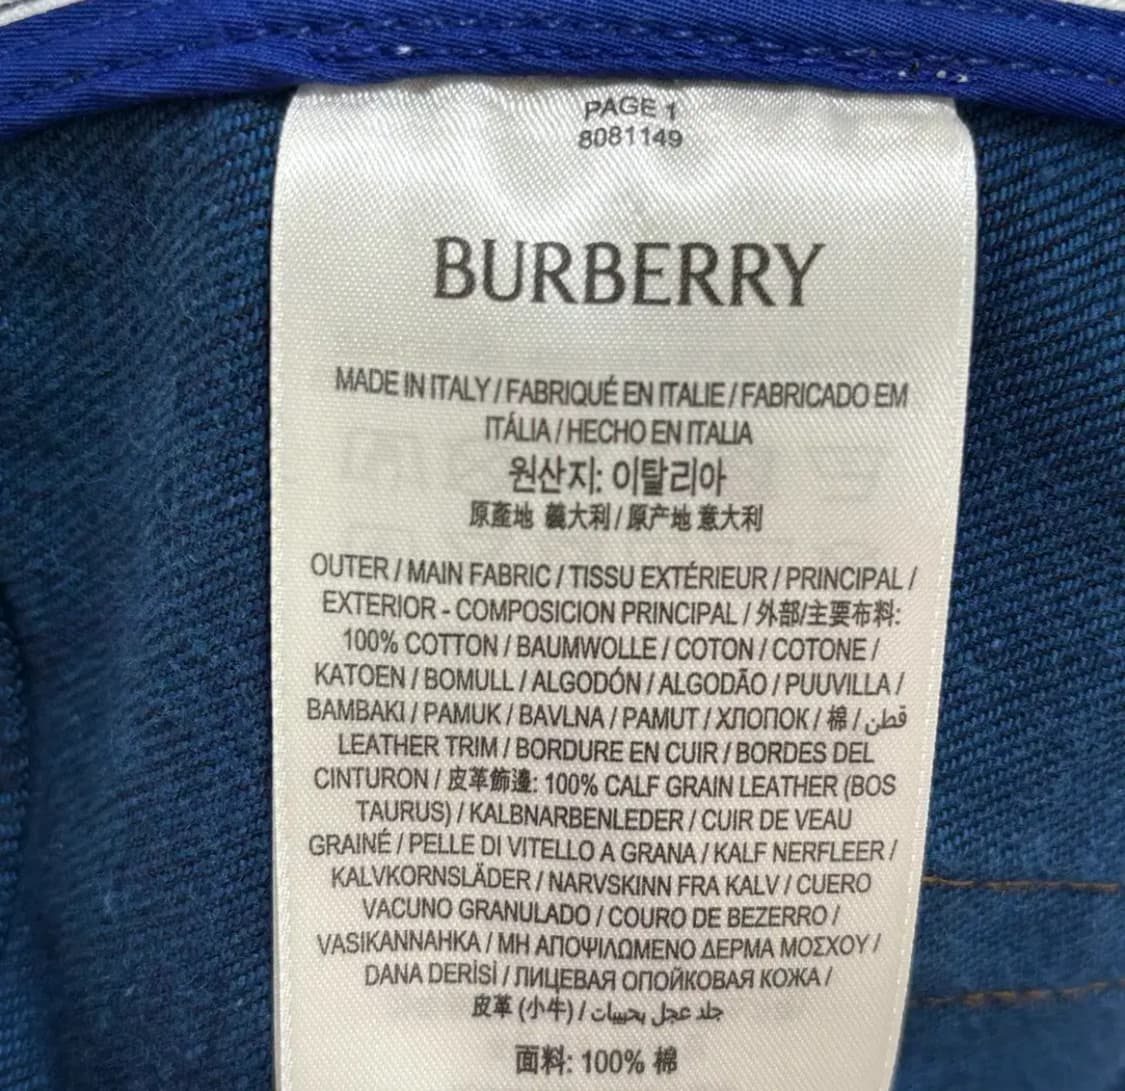 PAGE 1
8081149
BURBERRY
MADE IN ITALY / FABRIQUÉ EN ITALIE / FABRICADO EM
ITÁLIA / HECHO EN ITALIA
원산지: 이탈리아
原產地 義大利 / 原产地 意大利
OUTER / MAIN FABRIC / TISSU EXTÉRIEUR / PRINCIPAL /
EXTERIOR - COMPOSICION PRINCIPAL / 外部/主要布料:
100% COTTON / BAUMWOLLE / COTON / COTONE /
KATOEN / BOMULL / ALGODÓN / ALGODÃO / PUUVILLA /
BAMBAKI / PAMUK / BAVLNA / PAMUT / ХЛОПОК / 棉 / قطن
LEATHER TRIM / BORDURE EN CUIR / BORDES DEL
CINTURON / 皮革飾邊: 100% CALF GRAIN LEATHER (BOS
TAURUS) / KALBNARBENLEDER / CUIR DE VEAU
GRAINÉ / PELLE DI VITELLO A GRANA / KALF NERFLEER /
KALVKORNSLÄDER / NARVSKINN FRA KALV / CUERO
VACUNO GRANULADO / COURO DE BEZERRO /
VASIKANNAHKA / ΜΗ ΑΠΟΨΙΛΩΜΕΝΟ ΔΕΡΜΑ ΜΟΣΧΟΥ /
DANA DERİSİ / ЛИЦЕВАЯ ОПОЙКОВАЯ КОЖА /
皮革 (小牛) / جلد عجل بحبيبات
面料: 100% 棉